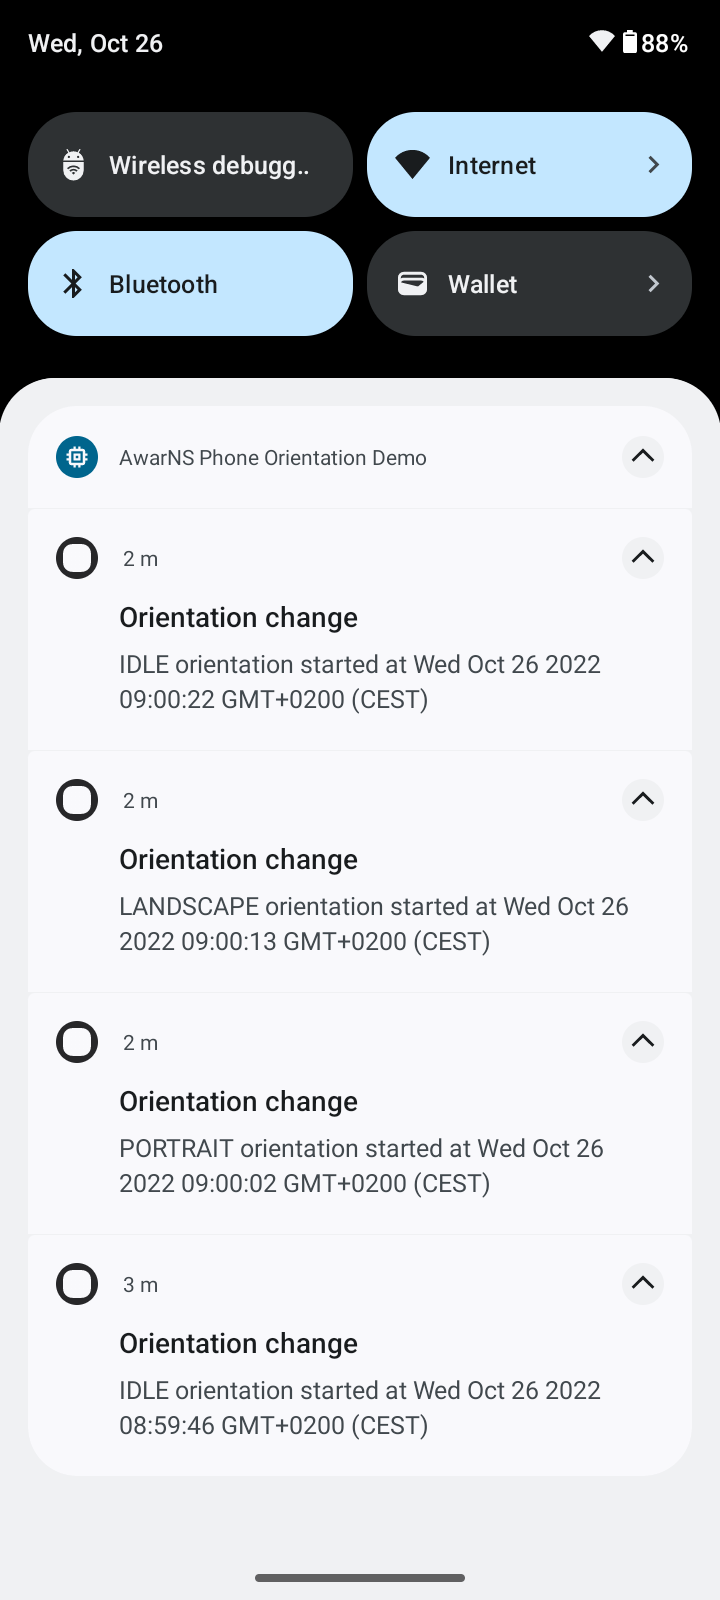 Wed, Oct 26
88%
Wireless debugg..
Internet
Bluetooth
Wallet
AwarNS Phone Orientation Demo
2 m
Orientation change
IDLE orientation started at Wed Oct 26 2022
09:00:22 GMT+0200 (CEST)
2 m
Orientation change
LANDSCAPE orientation started at Wed Oct 26
2022 09:00:13 GMT+0200 (CEST)
2 m
Orientation change
PORTRAIT orientation started at Wed Oct 26
2022 09:00:02 GMT+0200 (CEST)
3 m
Orientation change
IDLE orientation started at Wed Oct 26 2022
08:59:46 GMT+0200 (CEST)